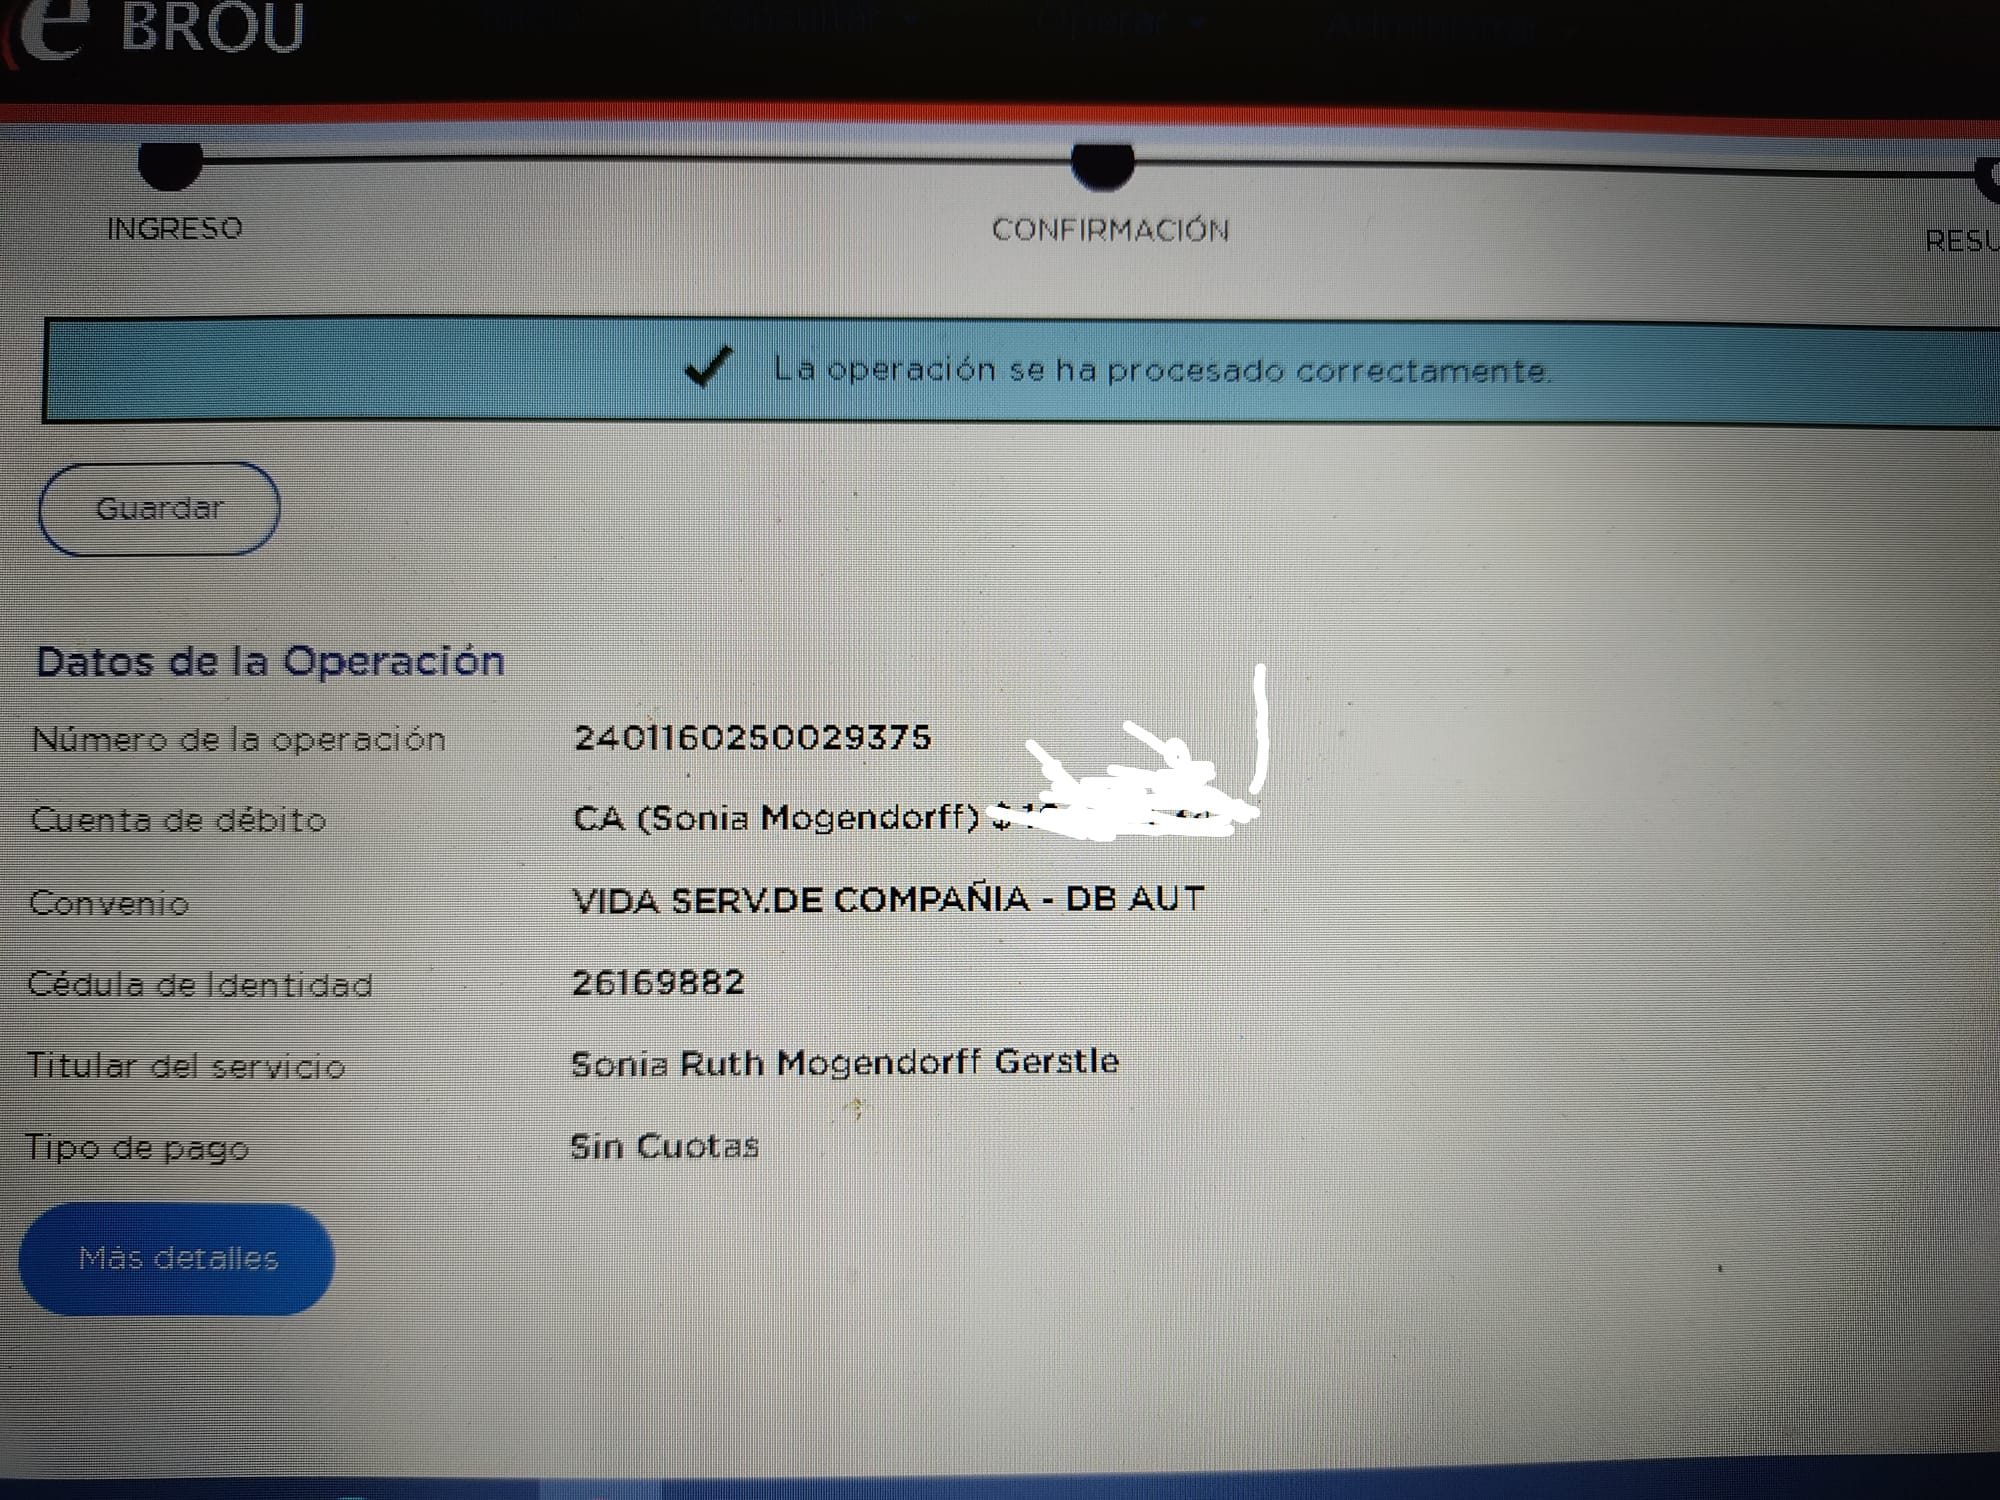 e BROU
INGRESO
CONFIRMACIÓN
RESU
La operación se ha procesado correctamente.
Guardar
Datos de la Operación
Número de la operación 2401160250029375
Cuenta de débito CA (Sonia Mogendorff) $
Convenio VIDA SERV.DE COMPAÑIA - DB AUT
Cédula de Identidad 26169882
Titular del servicio Sonia Ruth Mogendorff Gerstle
Tipo de pago Sin Cuotas
Más detalles